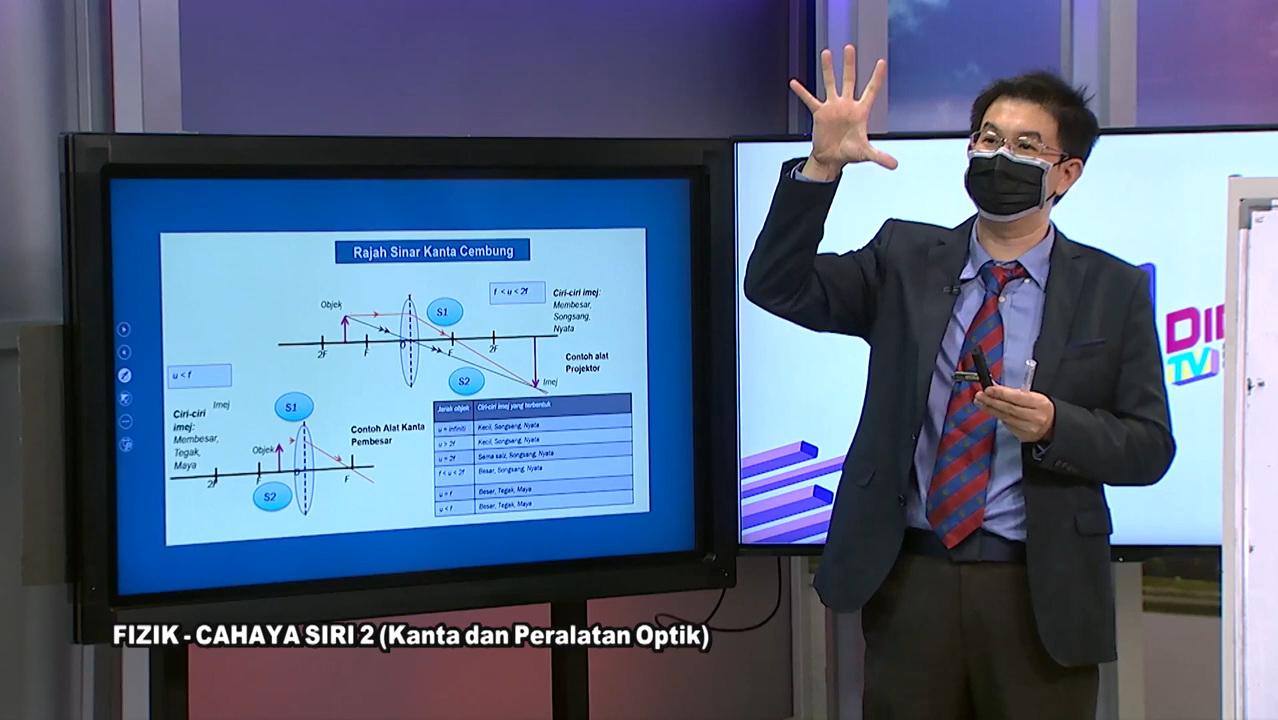 Rajah Sinar Kanta Cembung
Objek
S1
f < u < 2f
Ciri-ciri imej:
Membesar,
Songsang,
Nyata
2F
F
O
F
2F
S2
Imej
Contoh alat
Projektor
u < f
Imej
Ciri-ciri
imej:
Membesar,
Tegak,
Maya
S1
Objek
Contoh Alat Kanta
Pembesar
2F
F
F
S2
Jarak objek Ciri-ciri imej yang terbentuk
u = infiniti Kecil, Songsang, Nyata
u > 2f Kecil, Songsang, Nyata
u = 2f Sama saiz, Songsang, Nyata
f < u < 2f Besar, Songsang, Nyata
u = f Besar, Tegak, Maya
u < f Besar, Tegak, Maya
TV
FIZIK - CAHAYA SIRI 2 (Kanta dan Peralatan Optik)